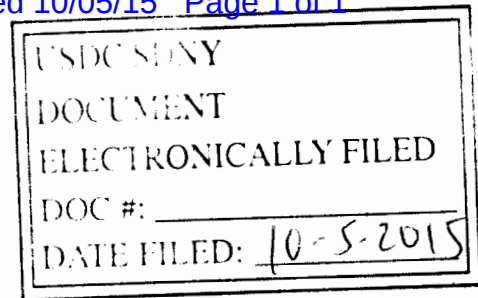 ed 10/05/15 Page 1 of 1
USDC SDNY
DOCUMENT
ELECTRONICALLY FILED
DOC #:
DATE FILED: 10-5-2015